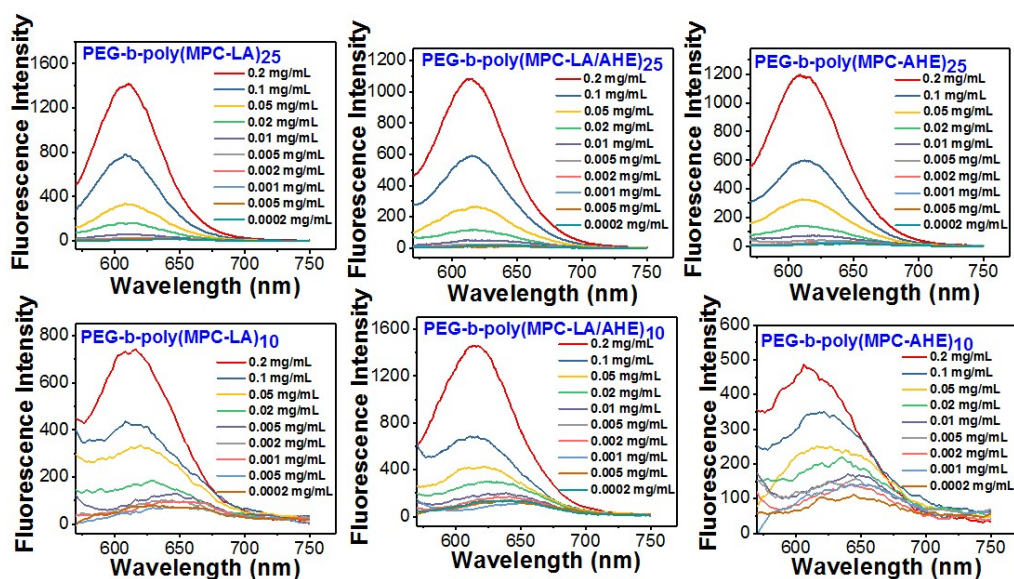 PEG-b-poly(MPC-LA)25
Fluorescence Intensity
1600
1200
800
400
0
0.2 mg/mL
0.1 mg/mL
0.05 mg/mL
0.02 mg/mL
0.01 mg/mL
0.005 mg/mL
0.002 mg/mL
0.001 mg/mL
0.005 mg/mL
0.0002 mg/mL
600 650 700 750
Wavelength (nm)
PEG-b-poly(MPC-LA/AHE)25
Fluorescence Intensity
1200
1000
800
600
400
200
0
0.2 mg/mL
0.1 mg/mL
0.05 mg/mL
0.02 mg/mL
0.01 mg/mL
0.005 mg/mL
0.002 mg/mL
0.001 mg/mL
0.005 mg/mL
0.0002 mg/mL
600 650 700 750
Wavelength (nm)
PEG-b-poly(MPC-AHE)25
Fluorescence Intensity
1200
1000
800
600
400
200
0
0.2 mg/mL
0.1 mg/mL
0.05 mg/mL
0.02 mg/mL
0.01 mg/mL
0.005 mg/mL
0.002 mg/mL
0.001 mg/mL
0.005 mg/mL
0.0002 mg/mL
600 650 700 750
Wavelength (nm)
PEG-b-poly(MPC-LA)10
Fluorescence Intensity
800
600
400
200
0
0.2 mg/mL
0.1 mg/mL
0.05 mg/mL
0.02 mg/mL
0.005 mg/mL
0.002 mg/mL
0.001 mg/mL
0.005 mg/mL
0.0002 mg/mL
600 650 700 750
Wavelength (nm)
PEG-b-poly(MPC-LA/AHE)10
Fluorescence Intensity
1600
1200
800
400
0
0.2 mg/mL
0.1 mg/mL
0.05 mg/mL
0.02 mg/mL
0.01 mg/mL
0.005 mg/mL
0.002 mg/mL
0.001 mg/mL
0.005 mg/mL
0.0002 mg/mL
600 650 700 750
Wavelength (nm)
PEG-b-poly(MPC-AHE)10
Fluorescence Intensity
600
500
400
300
200
100
0
0.2 mg/mL
0.1 mg/mL
0.05 mg/mL
0.02 mg/mL
0.01 mg/mL
0.005 mg/mL
0.002 mg/mL
0.001 mg/mL
0.0002 mg/mL
600 650 700 750
Wavelength (nm)